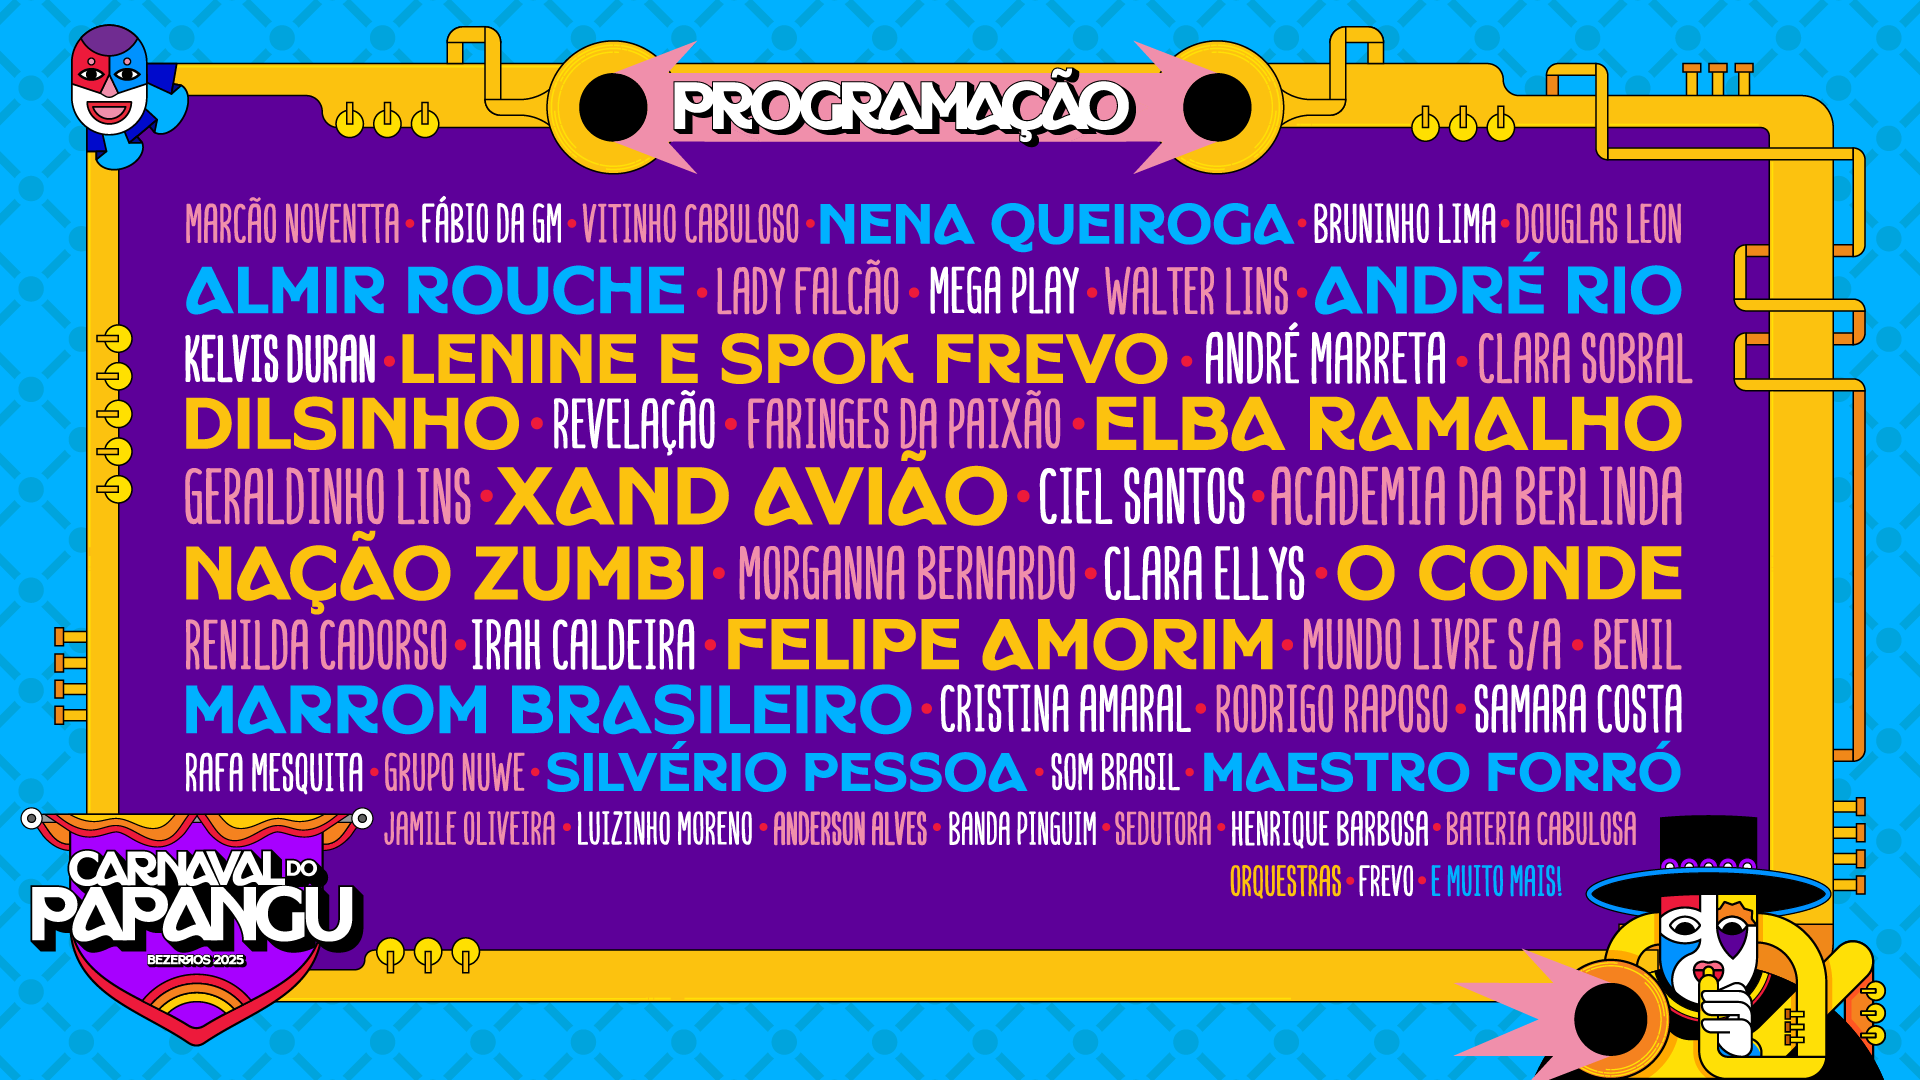 PROGRAMAÇÃO
MARCÃO NOVENTTA • FÁBIO DA GM • VITINHO CABULOSO • NENA QUEIROGA • BRUNINHO LIMA • DOUGLAS LEON
ALMIR ROUCHE • LADY FALCÃO • MEGA PLAY • WALTER LINS • ANDRÉ RIO
KELVIS DURAN • LENINE E SPOK FREVO • ANDRÉ MARRETA • CLARA SOBRAL
DILSINHO • REVELAÇÃO • FARINGES DA PAIXÃO • ELBA RAMALHO
GERALDINHO LINS • XAND AVIÃO • CIEL SANTOS • ACADEMIA DA BERLINDA
NAÇÃO ZUMBI • MORGANNA BERNARDO • CLARA ELLYS • O CONDE
RENILDA CADORSO • IRAH CALDEIRA • FELIPE AMORIM • MUNDO LIVRE S/A • BENIL
MARROM BRASILEIRO • CRISTINA AMARAL • RODRIGO RAPOSO • SAMARA COSTA
RAFA MESQUITA • GRUPO NUWE • SILVÉRIO PESSOA • SOM BRASIL • MAESTRO FORRÓ
JAMILE OLIVEIRA • LUIZINHO MORENO • ANDERSON ALVES • BANDA PINGUIM • SEDUTORA • HENRIQUE BARBOSA • BATERIA CABULOSA
ORQUESTRAS • FREVO • E MUITO MAIS!
CARNAVAL DO
PAPANGU
BEZERROS 2025